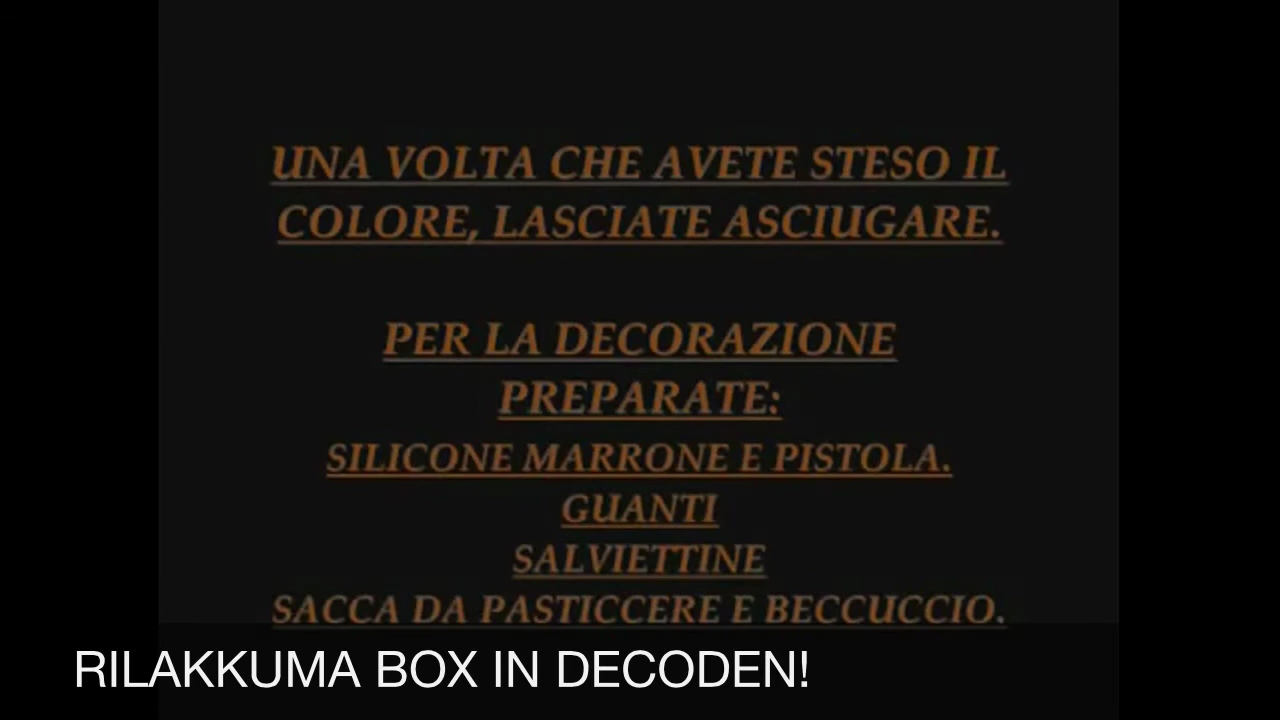 UNA VOLTA CHE AVETE STESO IL
COLORE, LASCIATE ASCIUGARE.
PER LA DECORAZIONE
PREPARATE:
SILICONE MARRONE E PISTOLA.
GUANTI
SALVIETTINE
SACCA DA PASTICCERE E BECCUCCIO.
RILAKKUMA BOX IN DECODEN!